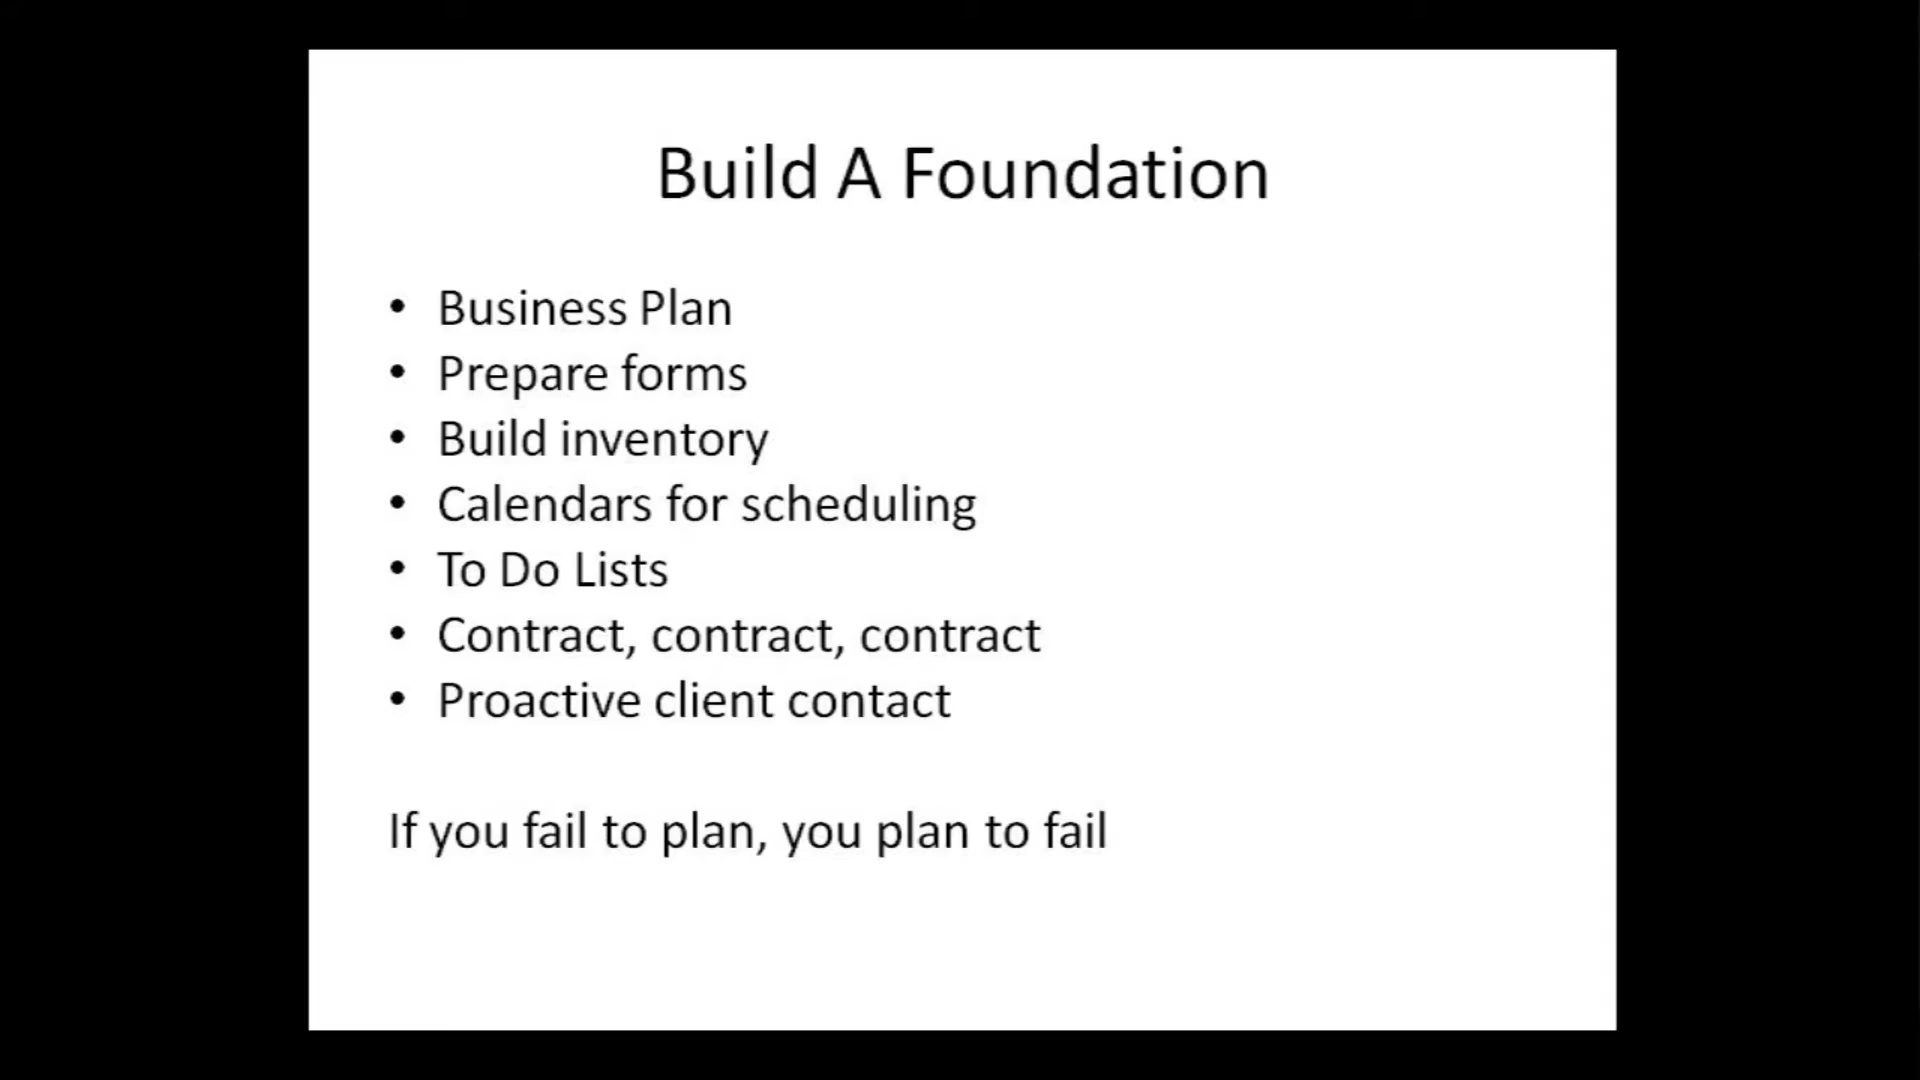 Build A Foundation
• Business Plan
• Prepare forms
• Build inventory
• Calendars for scheduling
• To Do Lists
• Contract, contract, contract
• Proactive client contact
If you fail to plan, you plan to fail